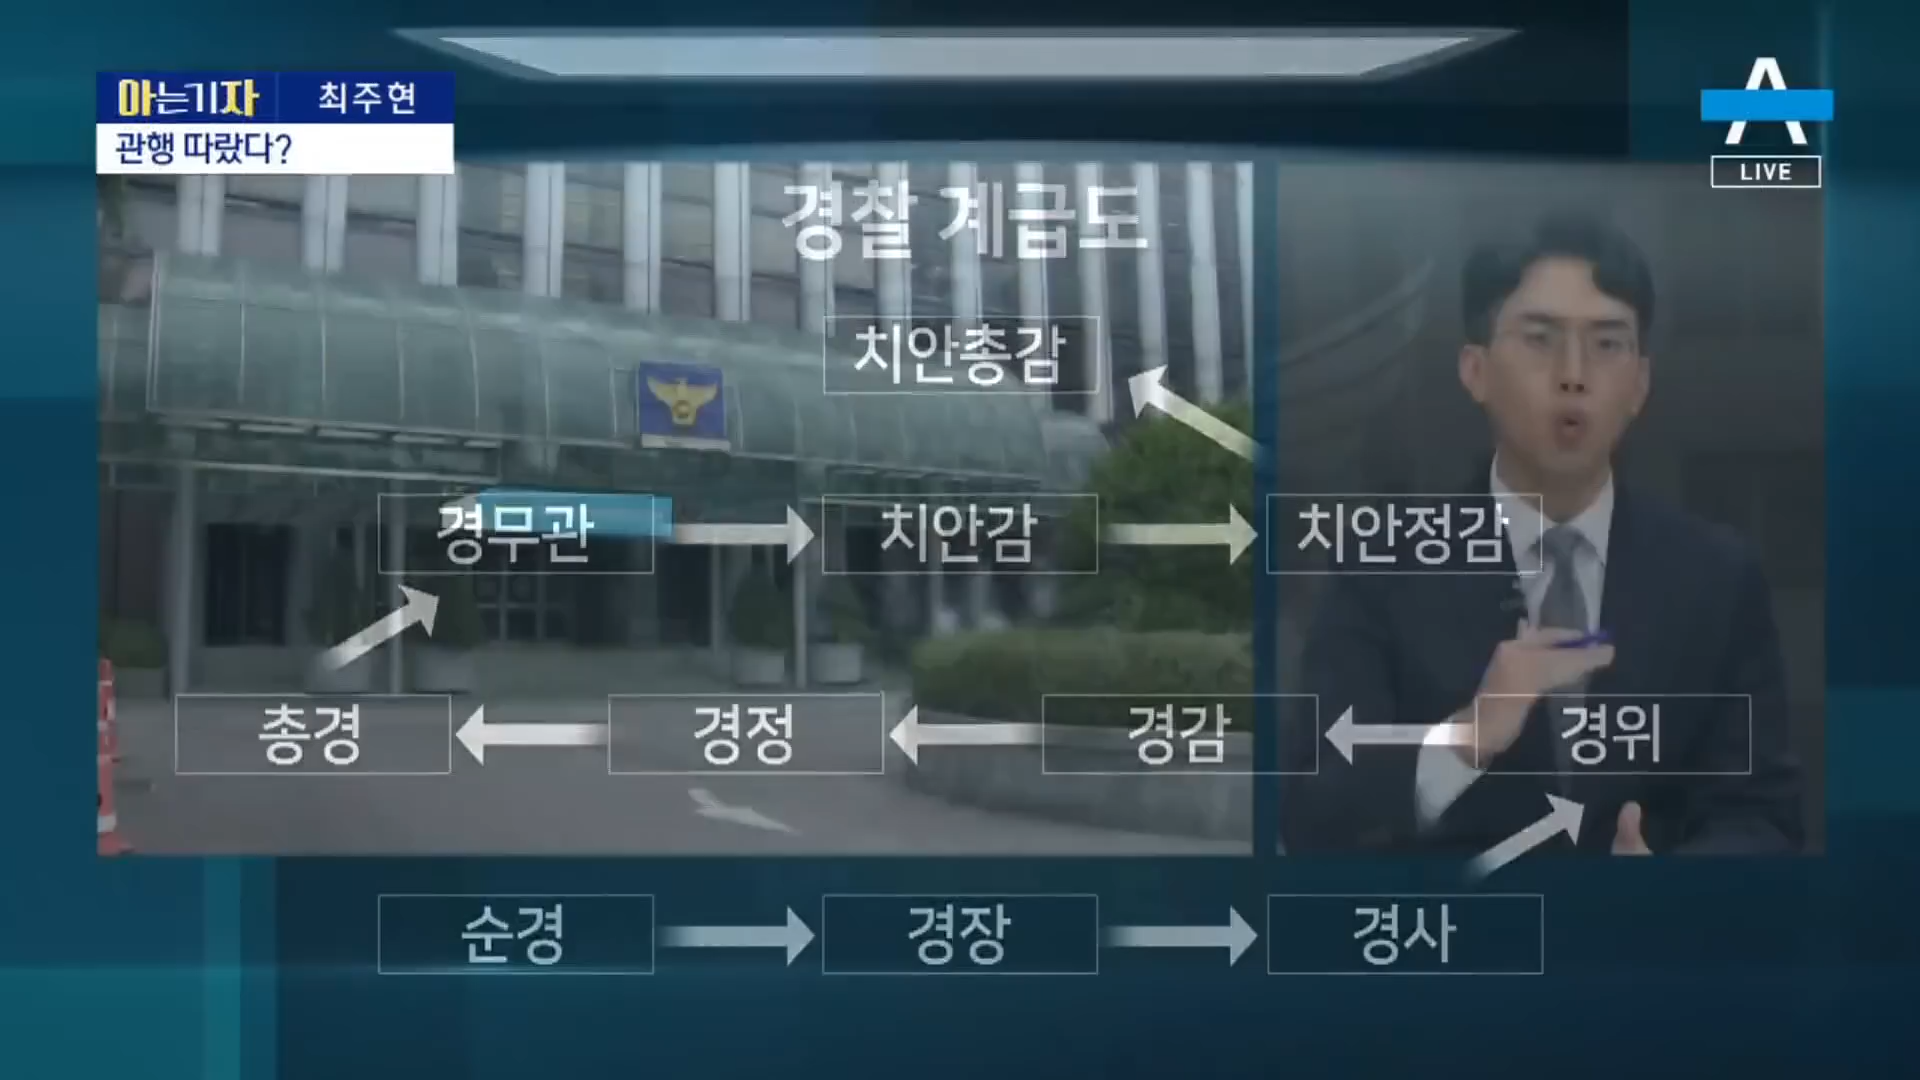 아는기자 최주현
관행 따랐다?
A
LIVE
경찰 계급도
치안총감
경무관 치안감 치안정감
총경 경정 경감 경위
순경 경장 경사